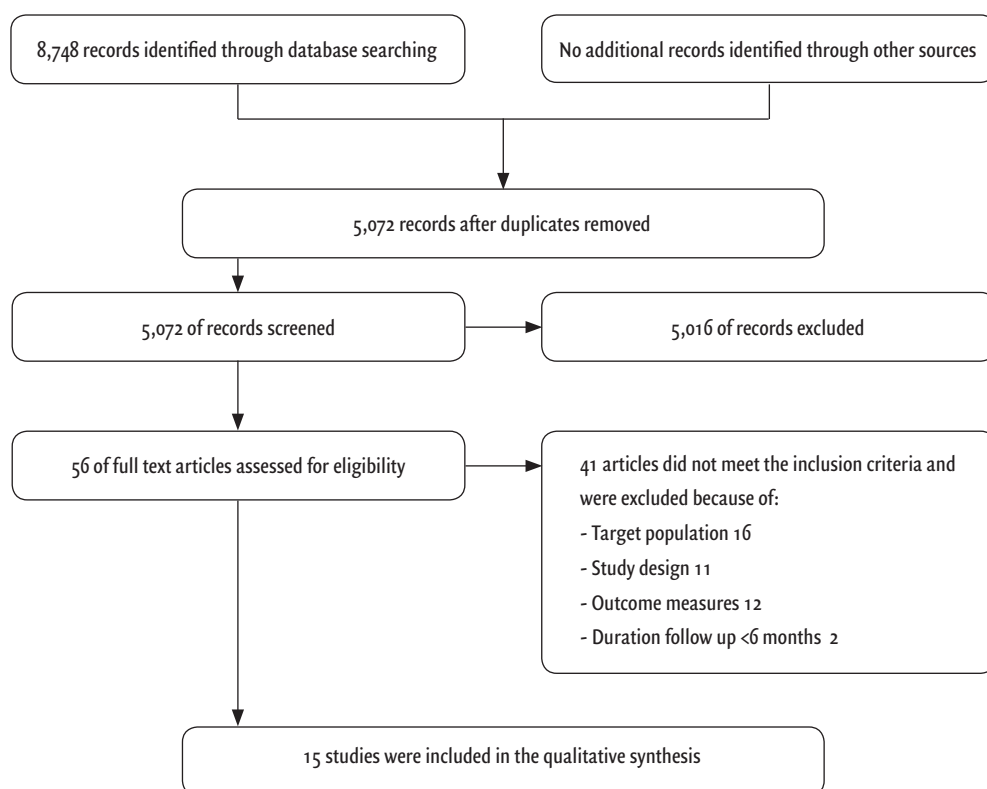 8,748 records identified through database searching
No additional records identified through other sources
5,072 records after duplicates removed
5,072 of records screened
5,016 of records excluded
56 of full text articles assessed for eligibility
41 articles did not meet the inclusion criteria and
were excluded because of:
- Target population 16
- Study design 11
- Outcome measures 12
- Duration follow up <6 months 2
15 studies were included in the qualitative synthesis